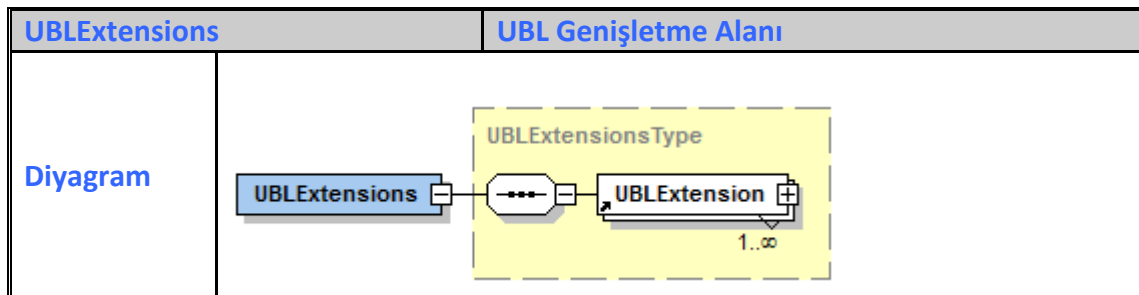 UBLExtensions UBL Genişletme Alanı
UBLExtensionsType
Diyagram
UBLExtensions UBLExtension
1..∞